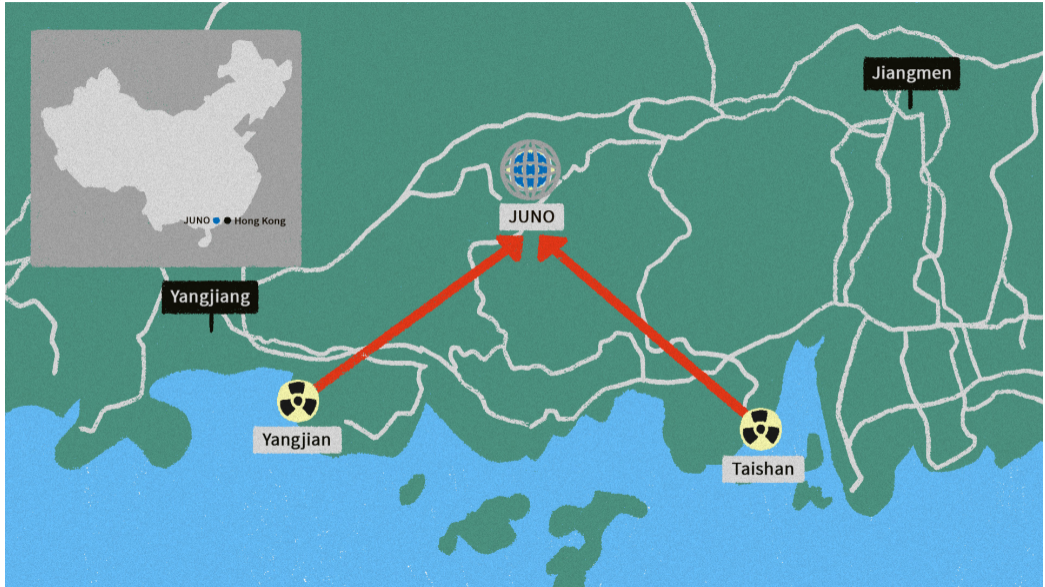 Jiangmen
JUNO
JUNO Hong Kong
Yangjiang
Yangjian
Taishan